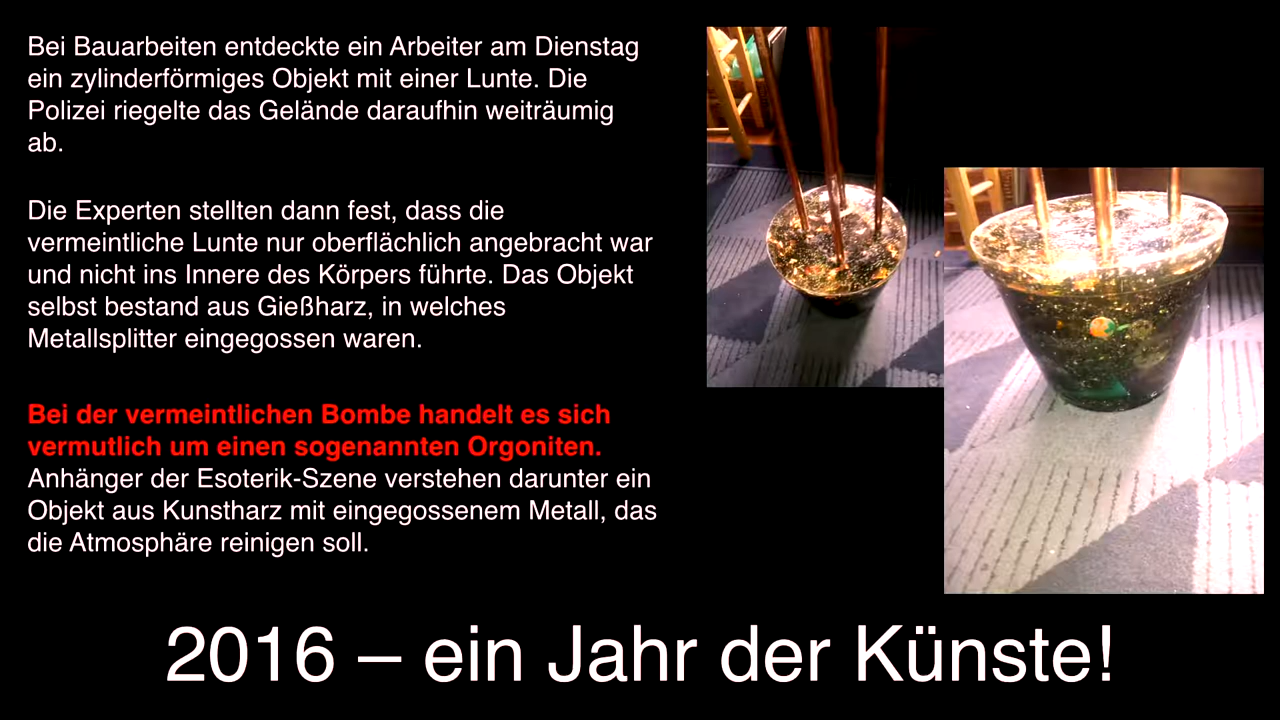 Bei Bauarbeiten entdeckte ein Arbeiter am Dienstag
ein zylinderförmiges Objekt mit einer Lunte. Die
Polizei riegelte das Gelände daraufhin weiträumig
ab.
Die Experten stellten dann fest, dass die
vermeintliche Lunte nur oberflächlich angebracht war
und nicht ins Innere des Körpers führte. Das Objekt
selbst bestand aus Gießharz, in welches
Metallsplitter eingegossen waren.
Bei der vermeintlichen Bombe handelt es sich
vermutlich um einen sogenannten Orgoniten.
Anhänger der Esoterik-Szene verstehen darunter ein
Objekt aus Kunstharz mit eingegossenem Metall, das
die Atmosphäre reinigen soll.
2016 – ein Jahr der Künste!